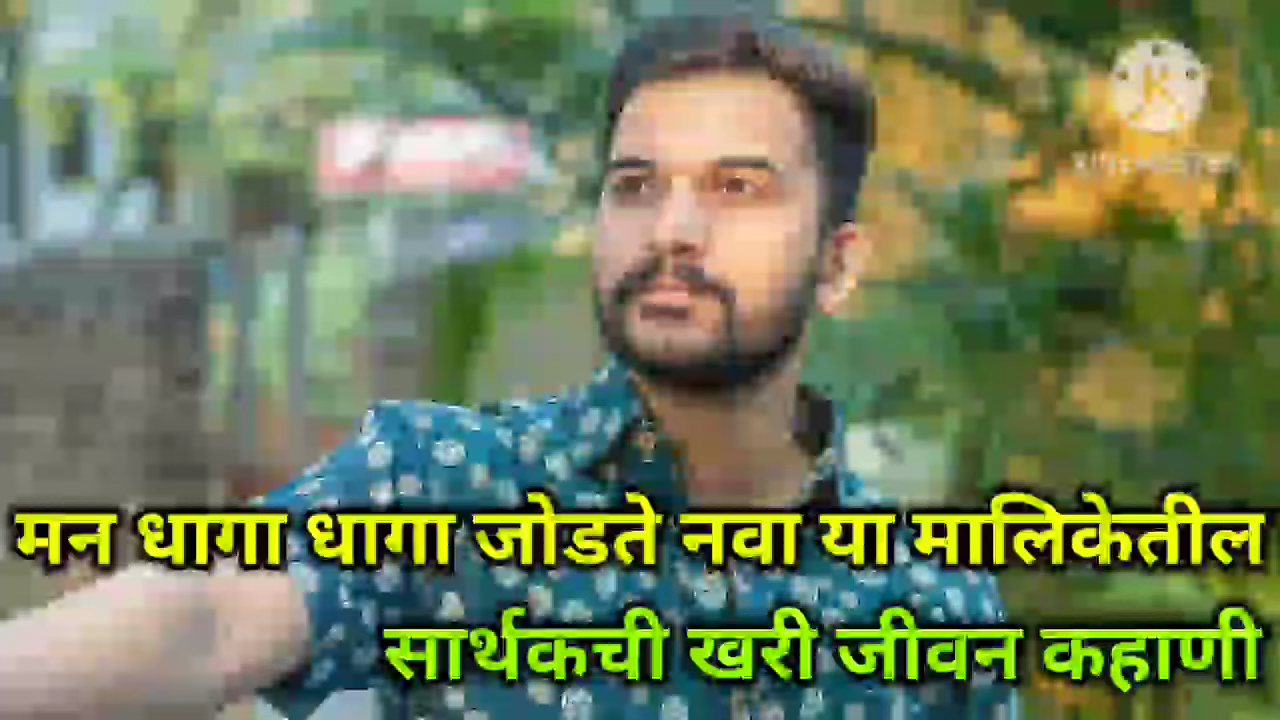 मन धागा धागा जोडते नवा या मालिकेतील
सार्थकची खरी जीवन कहाणी